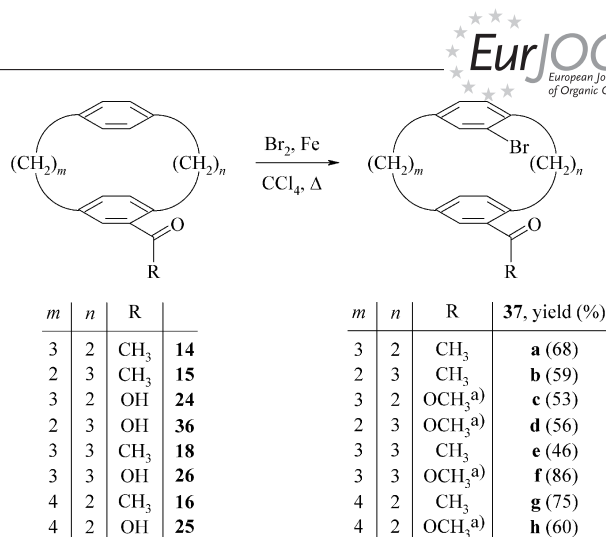 EurJOC
European Jo
of Organic C
Br₂, Fe
CCl₄, Δ
(CH₂)ₘ
(CH₂)ₙ
O
R
Br
(CH₂)ₘ
(CH₂)ₙ
O
R
m n R
3 2 CH₃ 14
2 3 CH₃ 15
3 2 OH 24
2 3 OH 36
3 3 CH₃ 18
3 3 OH 26
4 2 CH₃ 16
4 2 OH 25
m n R 37, yield (%)
3 2 CH₃ a (68)
2 3 CH₃ b (59)
3 2 OCH₃a) c (53)
2 3 OCH₃a) d (56)
3 3 CH₃ e (46)
3 3 OCH₃a) f (86)
4 2 CH₃ g (75)
4 2 OCH₃a) h (60)